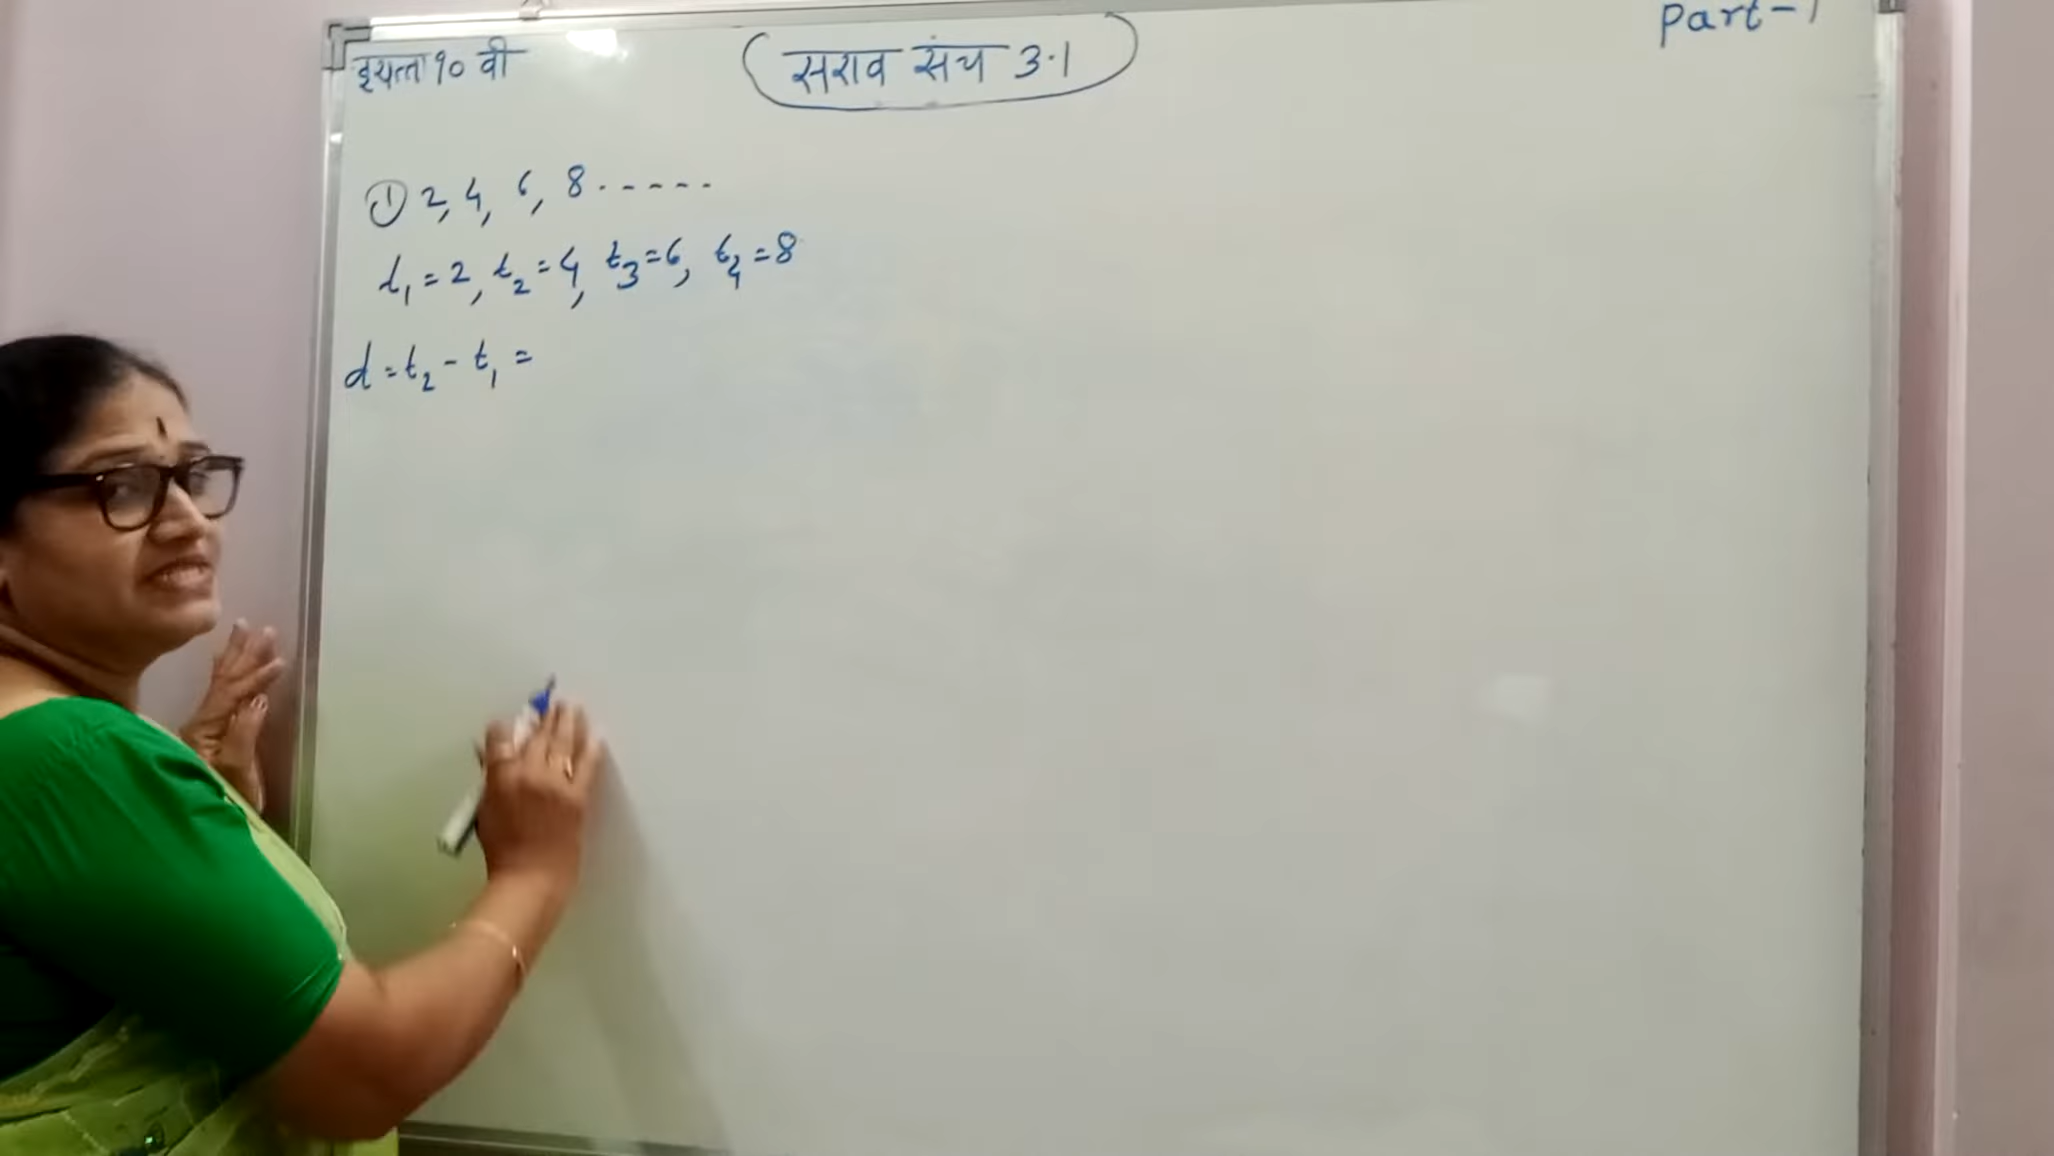 इयत्ता १० वी
सराव संच 3.1
Part-1
① 2, 4, 6, 8 . - - - - -
t₁ = 2, t₂ = 4, t₃ = 6, t₄ = 8
d = t₂ - t₁ =